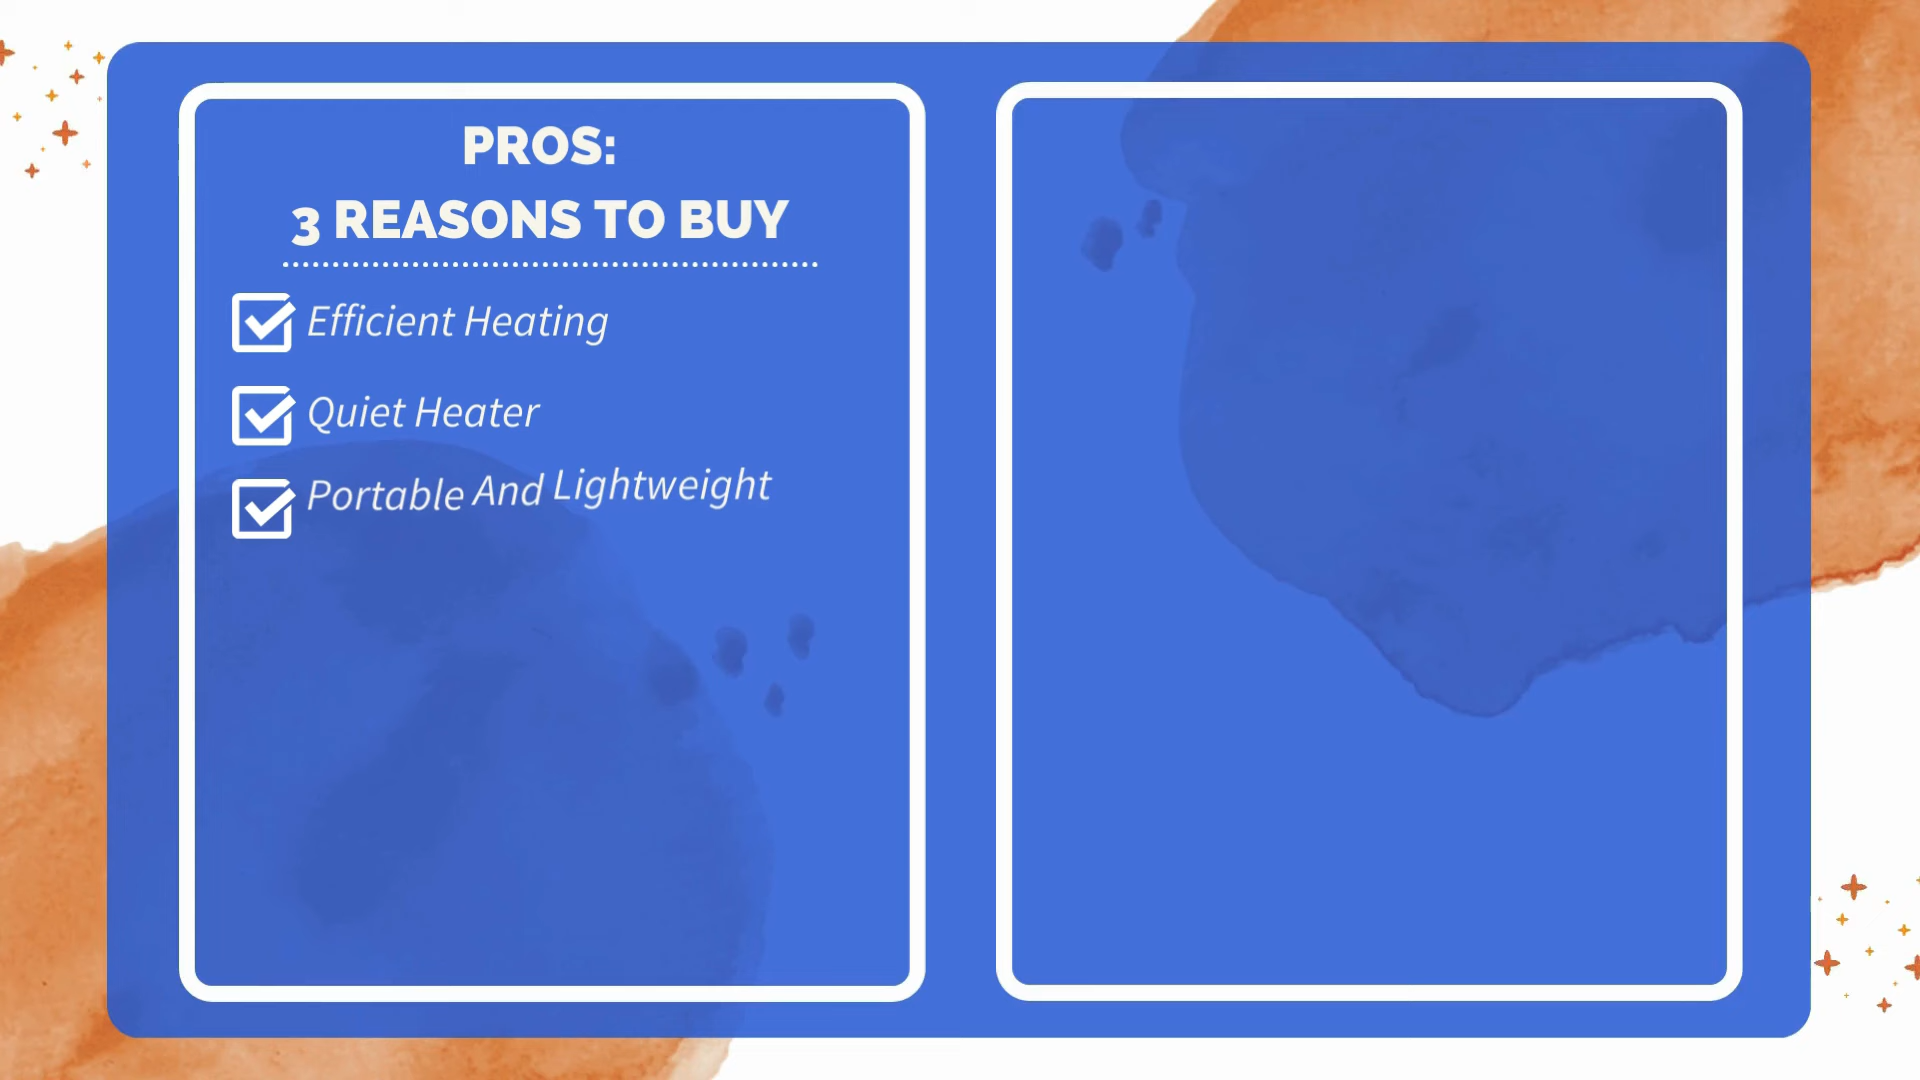 PROS:
3 REASONS TO BUY
Efficient Heating
Quiet Heater
Portable And Lightweight